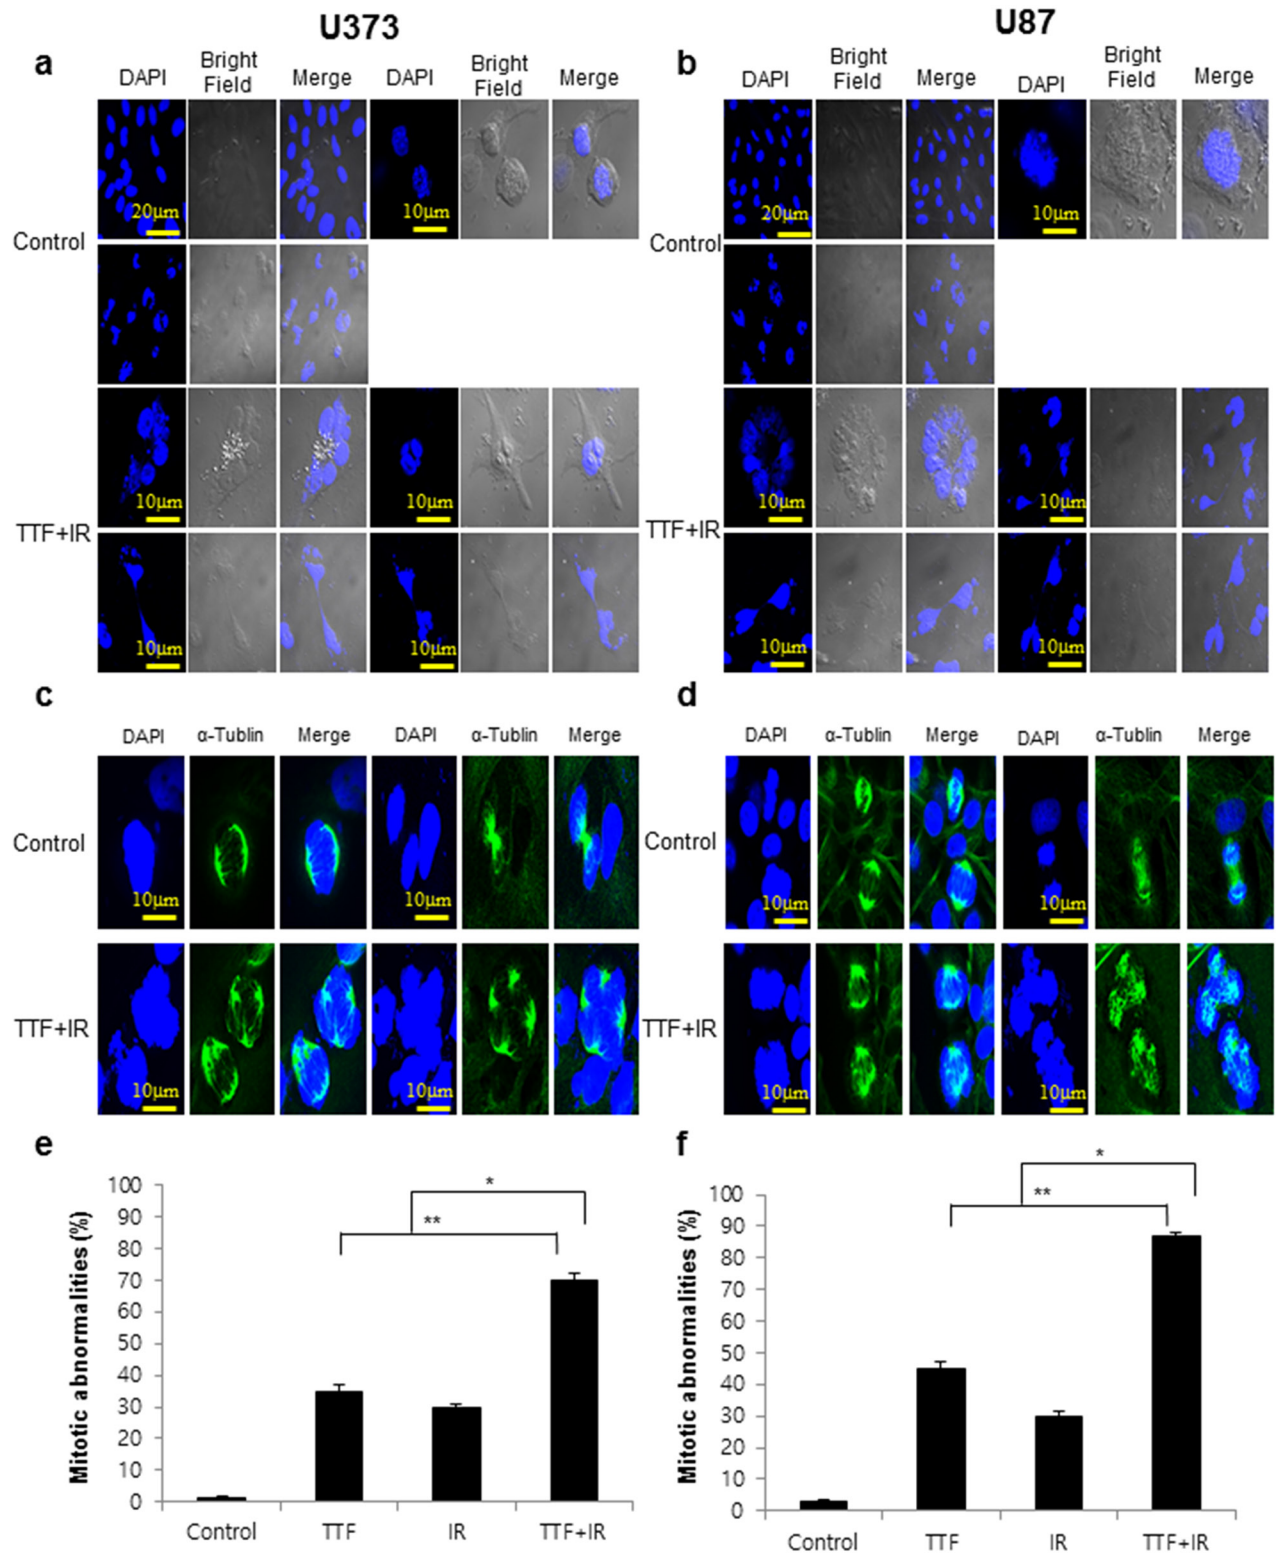 U373
U87
a
DAPI
Bright
Field
Merge
DAPI
Bright
Field
Merge
20μm
10μm
Control
10μm
10μm
TTF+IR
10μm
10μm
b
DAPI
Bright
Field
Merge
DAPI
Bright
Field
Merge
20μm
10μm
Control
10μm
10μm
TTF+IR
10μm
10μm
c
DAPI
α-Tublin
Merge
DAPI
α-Tublin
Merge
Control
10μm
10μm
TTF+IR
10μm
10μm
d
DAPI
α-Tublin
Merge
DAPI
α-Tublin
Merge
Control
10μm
10μm
TTF+IR
10μm
10μm
e
Mitotic abnormalities (%)
100
90
80
70
60
50
40
30
20
10
0
*
**
Control
TTF
IR
TTF+IR
f
Mitotic abnormalities (%)
100
90
80
70
60
50
40
30
20
10
0
*
**
Control
TTF
IR
TTF+IR